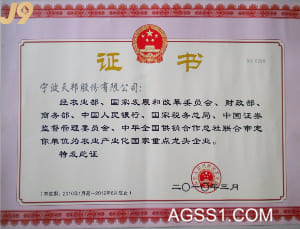 J9
证 书
宁波天邦股份有限公司:
经农业部、国家发展和改革委员会、财政部、
商务部、中国人民银行、国家税务总局、中国证券
监督管理委员会、中华全国供销合作总社联合审定
你单位为农业产业化国家重点龙头企业。
特发此证
二〇一〇年三月
AGSS1.COM